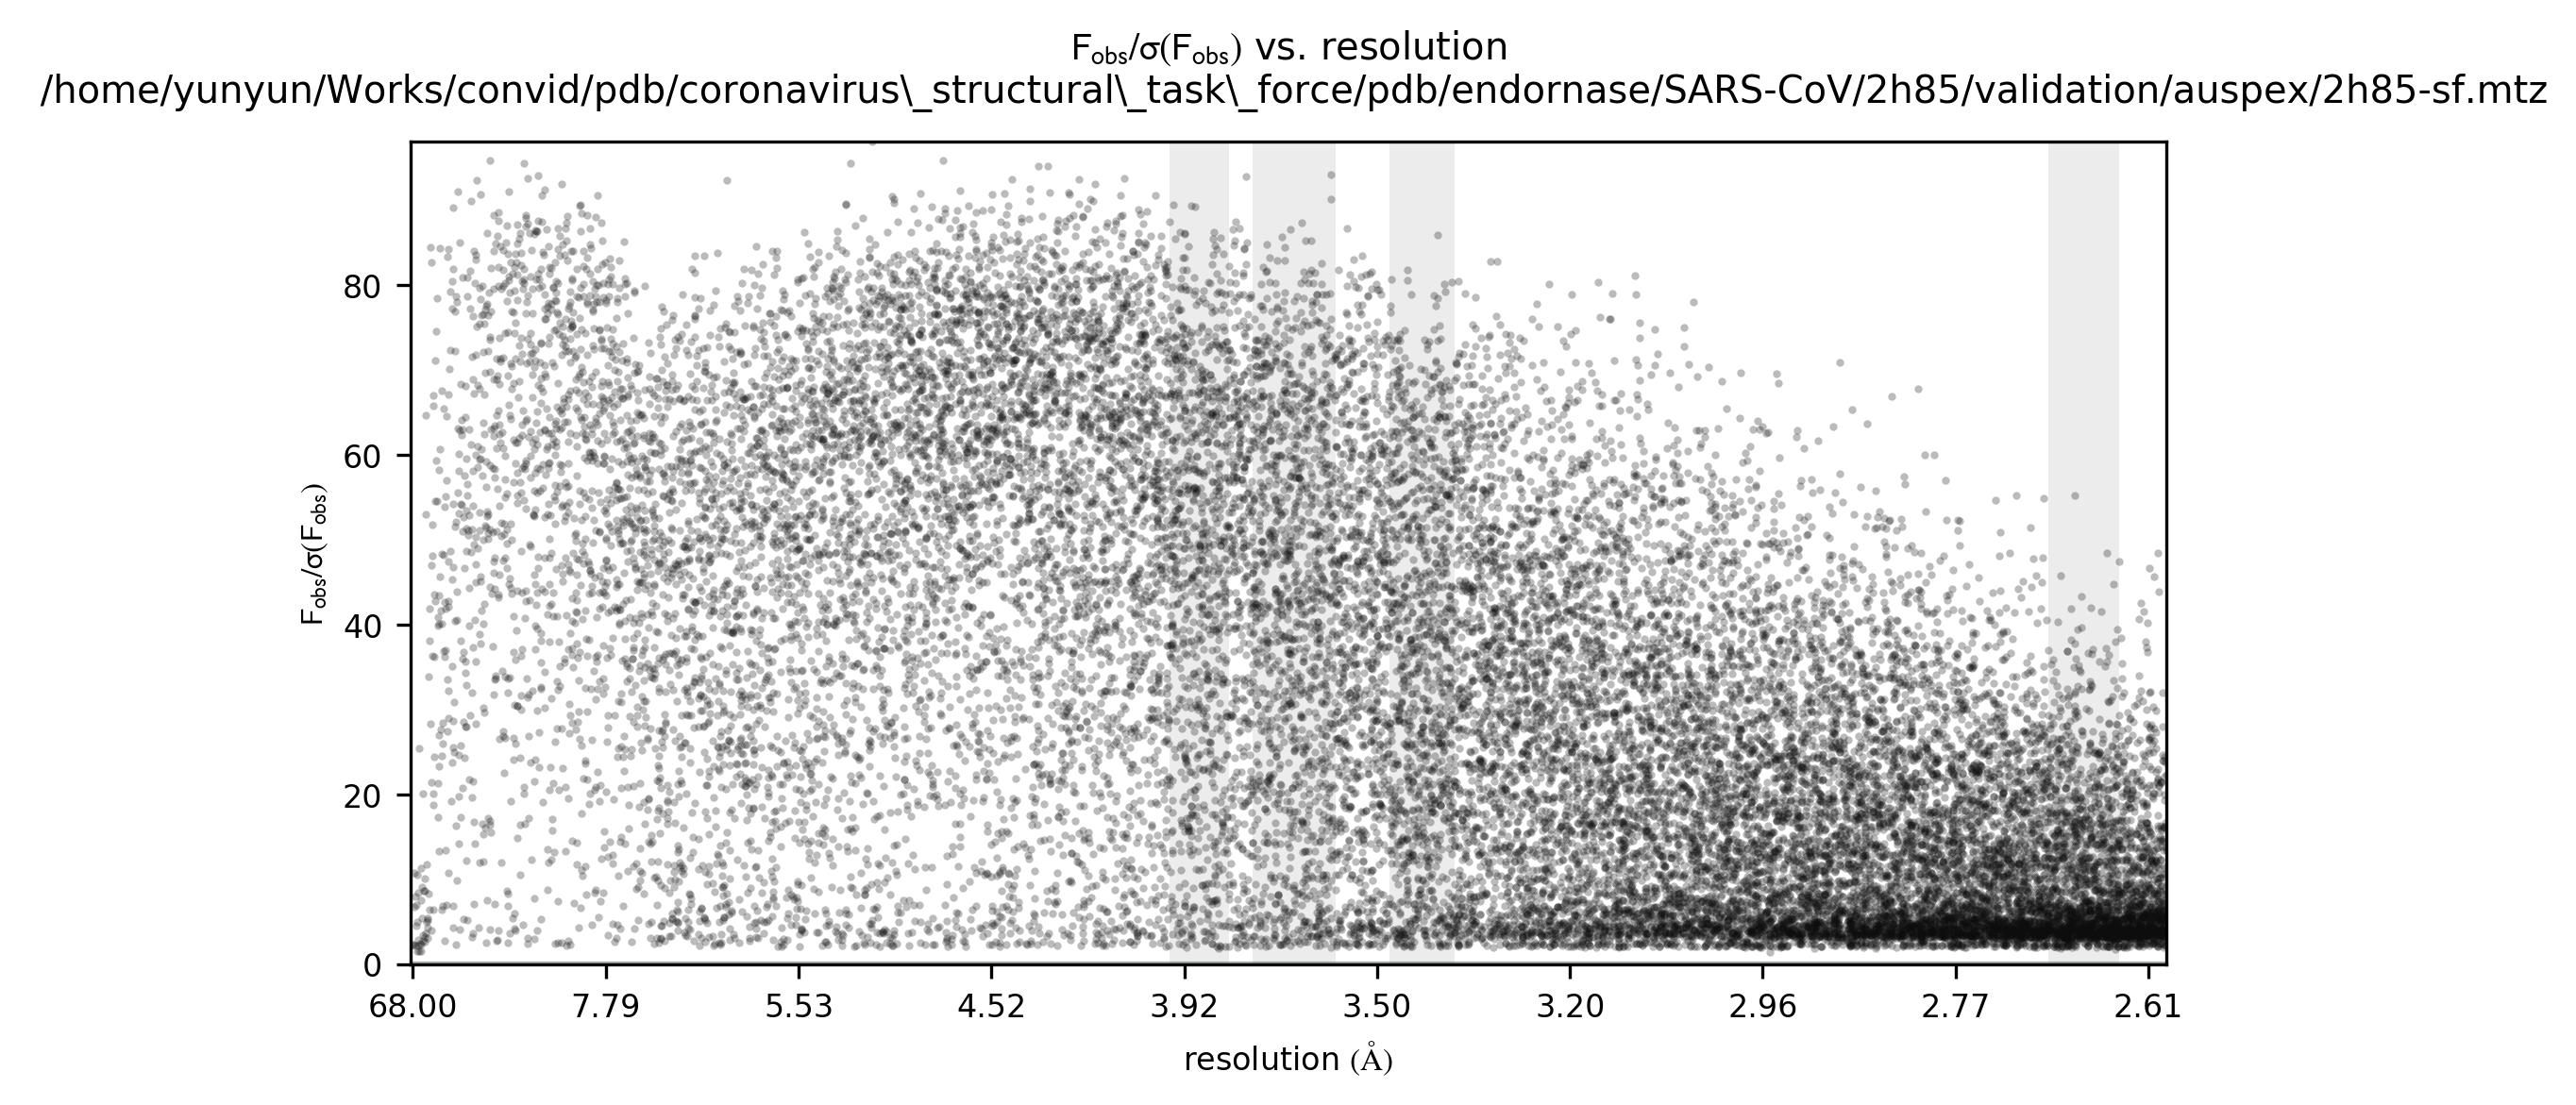 Fobs/σ(Fobs) vs. resolution
/home/yunyun/Works/convid/pdb/coronavirus\_structural\_task\_force/pdb/endornase/SARS-CoV/2h85/validation/auspex/2h85-sf.mtz
Fobs/σ(Fobs)
80
60
40
20
0
68.00 7.79 5.53 4.52 3.92 3.50 3.20 2.96 2.77 2.61
resolution (Å)